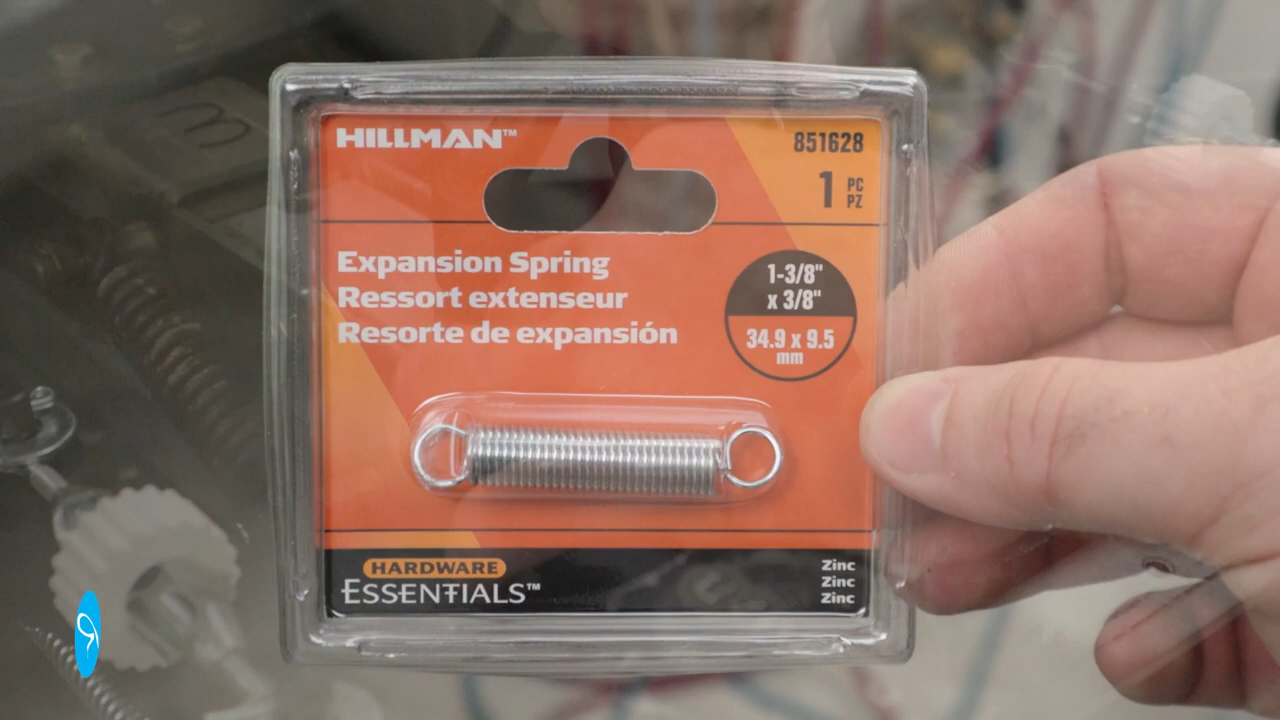 HILLMAN™
851628
1 PC
PZ
Expansion Spring
Ressort extenseur
Resorte de expansión
1-3/8"
x 3/8"
34.9 x 9.5
mm
HARDWARE
ESSENTIALS™
Zinc
Zinc
Zinc